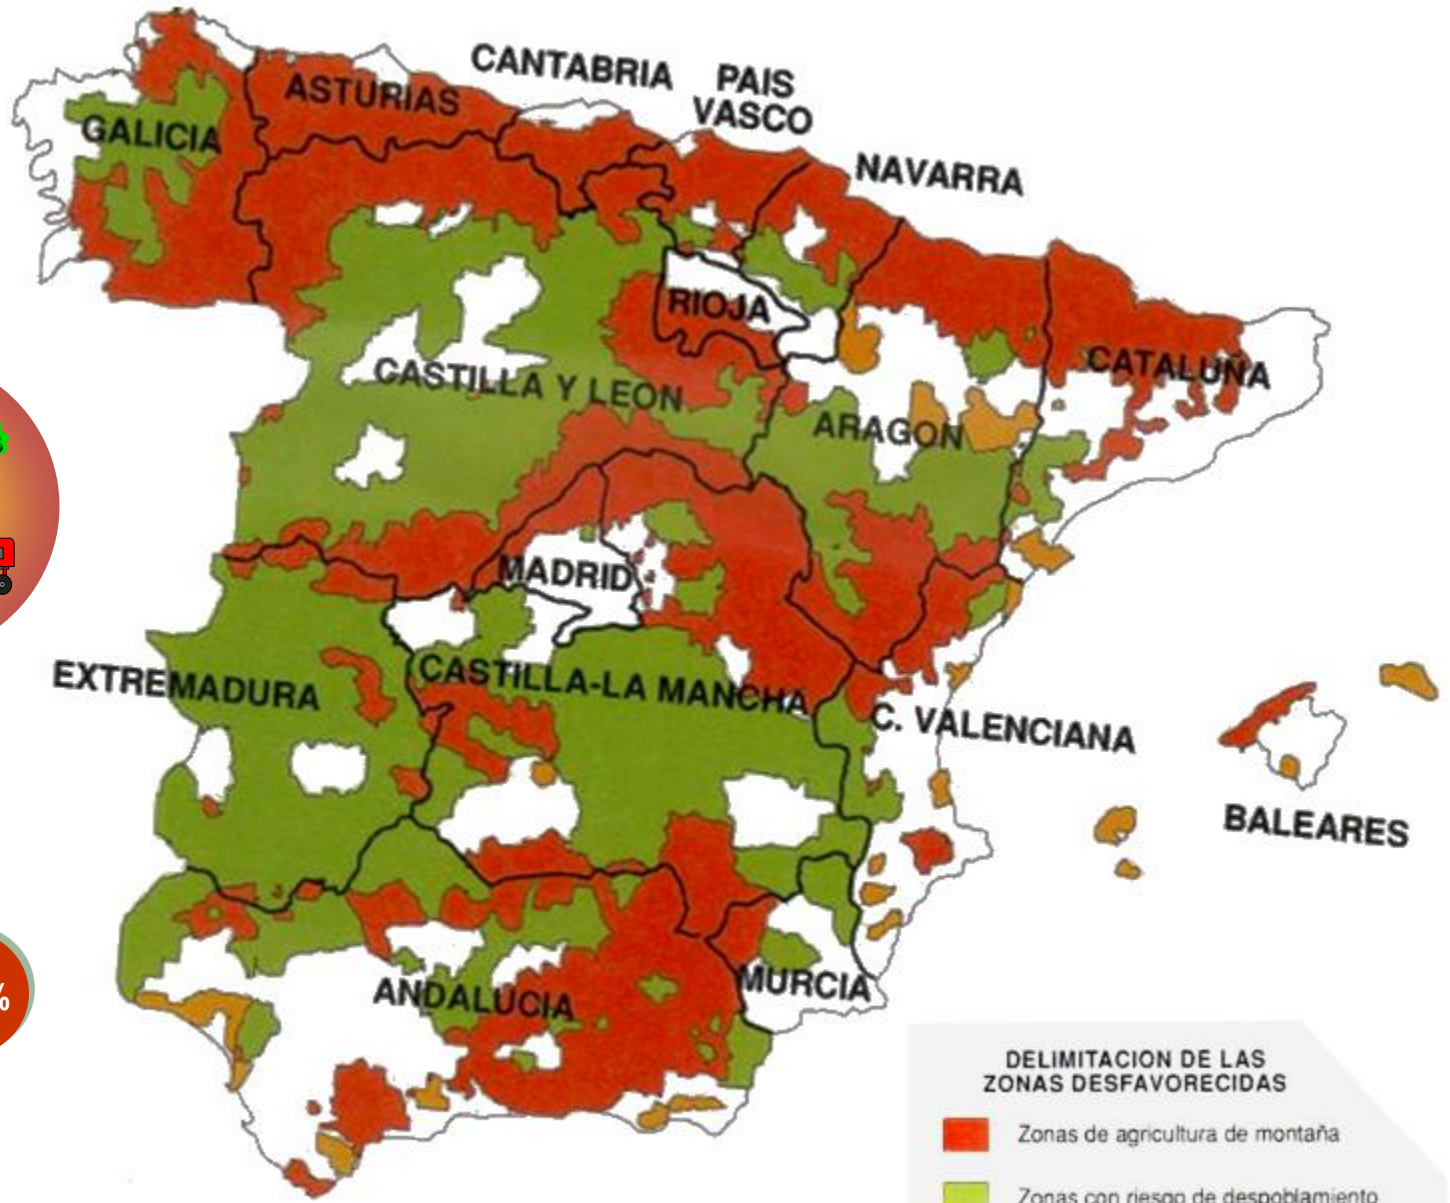 CANTABRIA
PAIS
VASCO
ASTURIAS
GALICIA
NAVARRA
RIOJA
CATALUÑA
CASTILLA Y LEON
ARAGON
MADRID
EXTREMADURA
CASTILLA-LA MANCHA
C. VALENCIANA
BALEARES
%
ANDALUCIA
MURCIA
DELIMITACION DE LAS
ZONAS DESFAVORECIDAS
Zonas de agricultura de montaña
Zonas con riesgo de despoblamiento